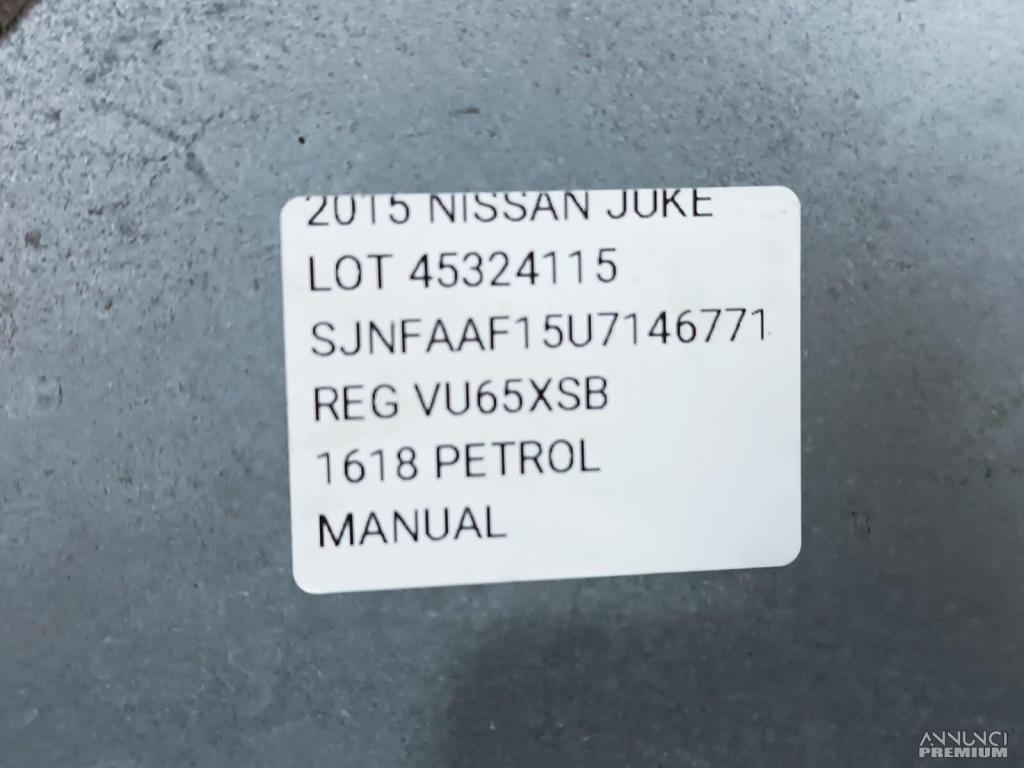 2015 NISSAN JUKE
LOT 45324115
SJNFAAF15U7146771
REG VU65XSB
1618 PETROL
MANUAL
ANNUNCI
PREMIUM